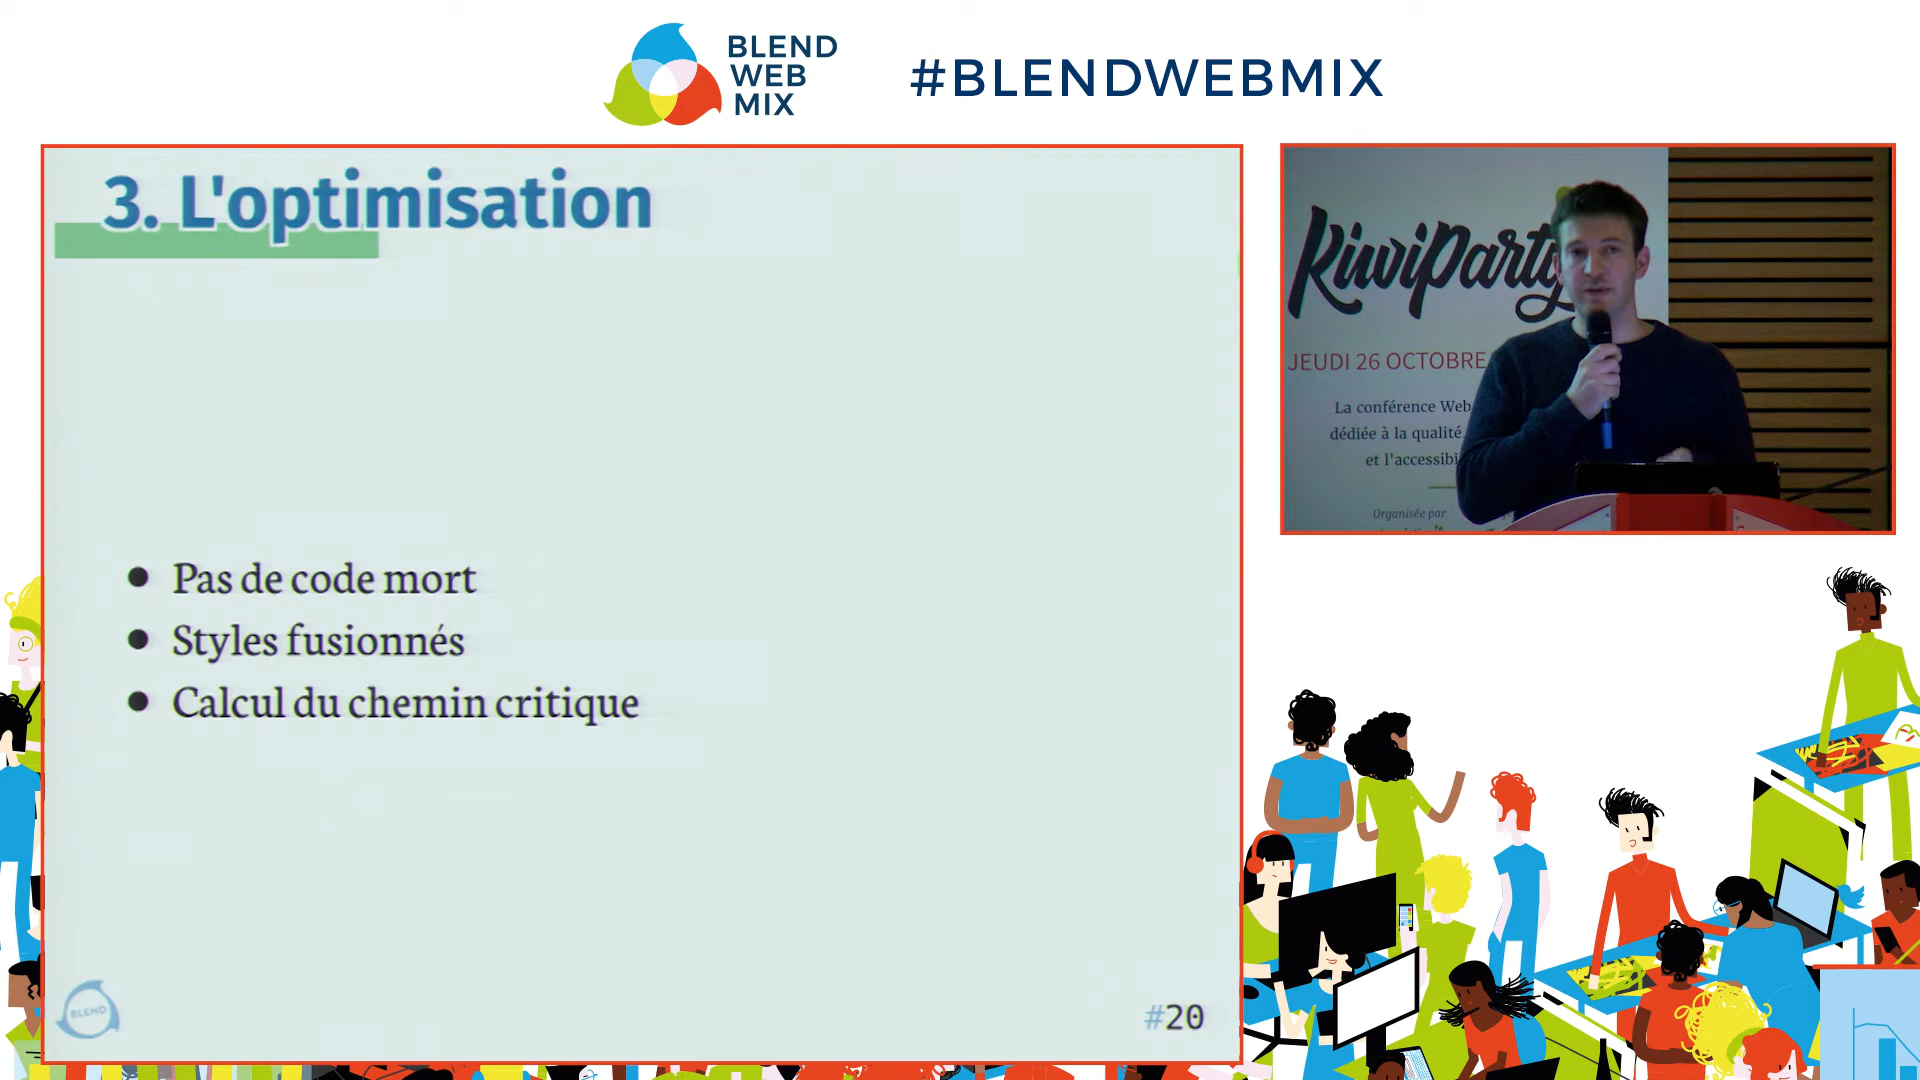 BLEND
WEB
MIX
#BLENDWEBMIX
3. L'optimisation
Pas de code mort
Styles fusionnés
Calcul du chemin critique
BLEND
#20
KiwiParty
JEUDI 26 OCTOBRE
La conférence Web
dédiée à la qualité
et l'accessibi
Organisée par